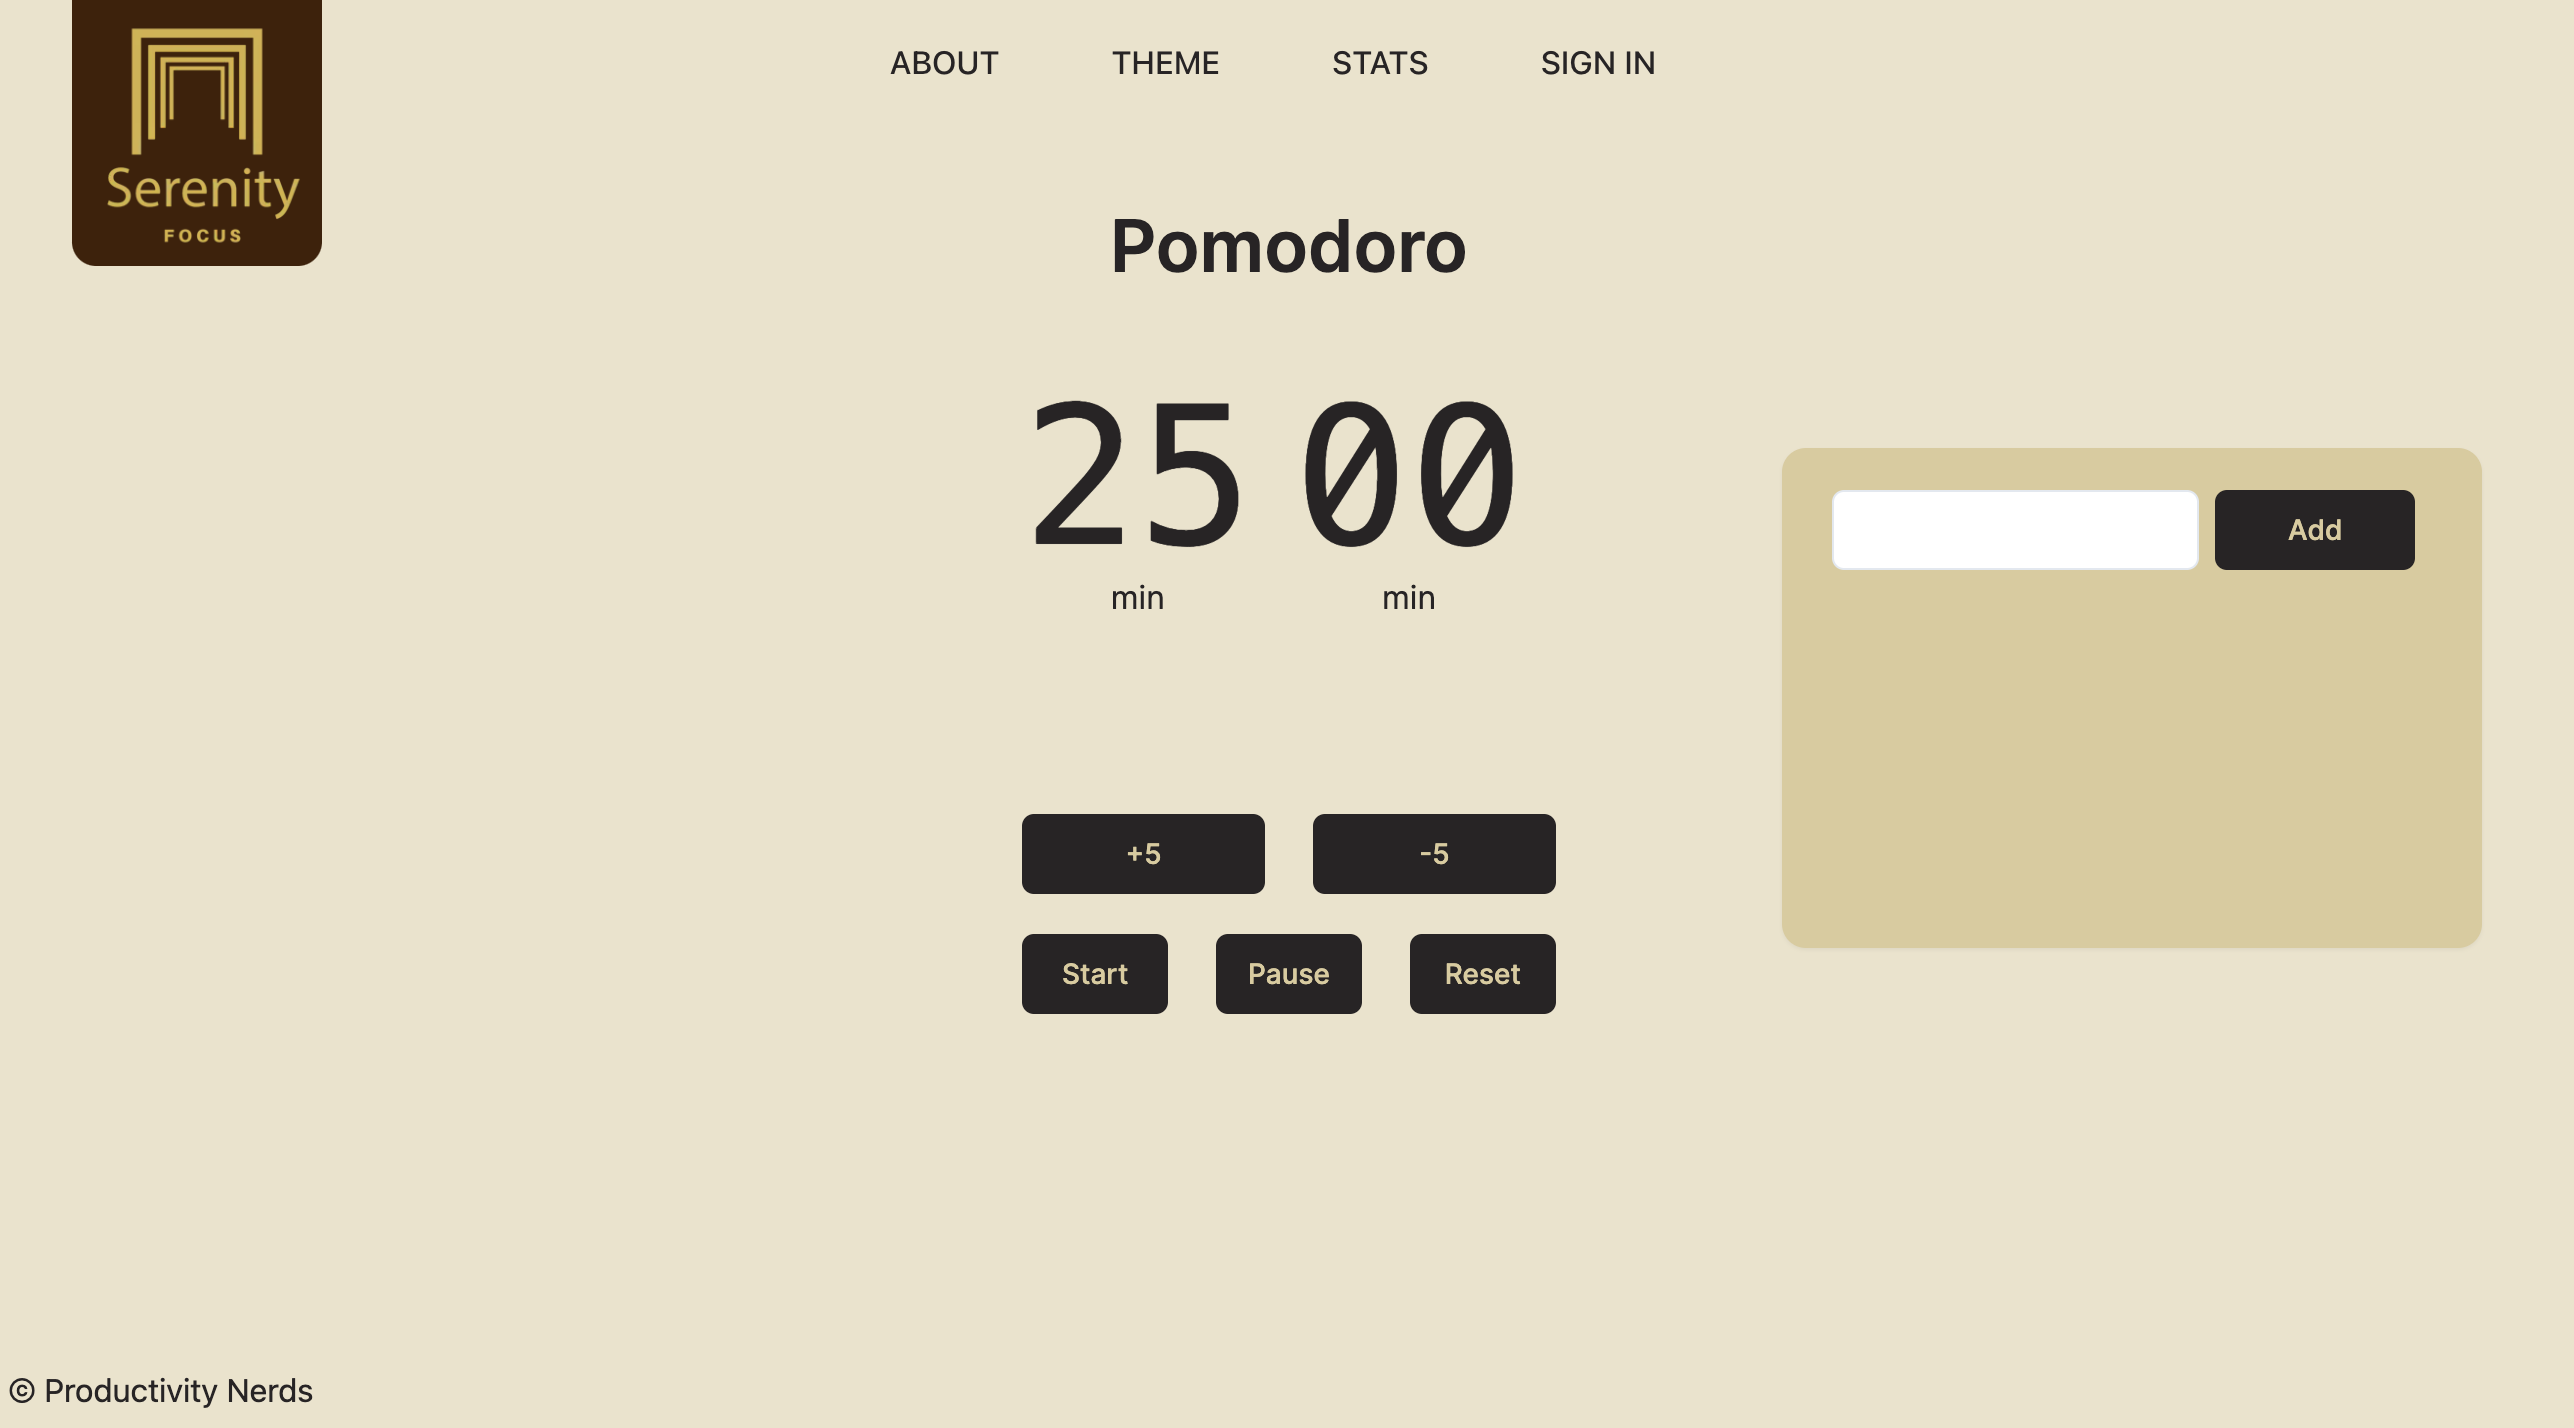 Serenity
FOCUS
ABOUT THEME STATS SIGN IN
Pomodoro
25 00
min min
Add
+5 -5
Start Pause Reset
© Productivity Nerds